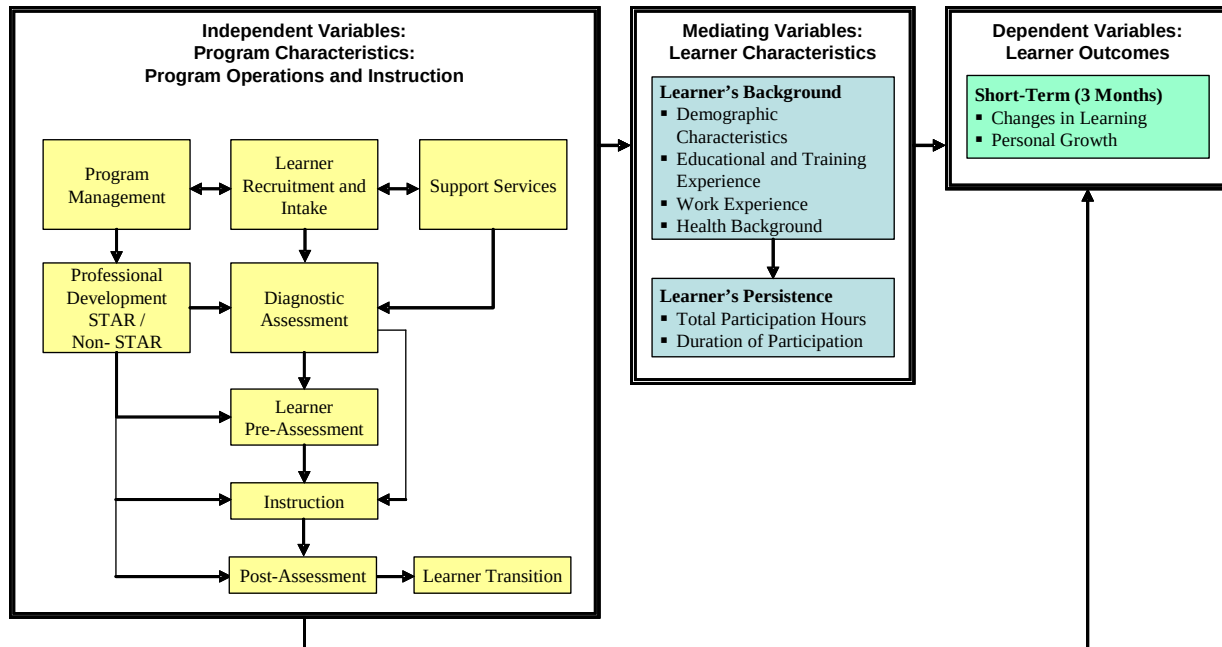 Independent Variables:
Program Characteristics:
Program Operations and Instruction
Program
Management
Learner
Recruitment and
Intake
Support Services
Professional
Development
STAR /
Non- STAR
Diagnostic
Assessment
Learner
Pre-Assessment
Instruction
Post-Assessment
Learner Transition
Mediating Variables:
Learner Characteristics
Learner’s Background
▪ Demographic
Characteristics
▪ Educational and Training
Experience
▪ Work Experience
▪ Health Background
Learner’s Persistence
▪ Total Participation Hours
▪ Duration of Participation
Dependent Variables:
Learner Outcomes
Short-Term (3 Months)
▪ Changes in Learning
▪ Personal Growth